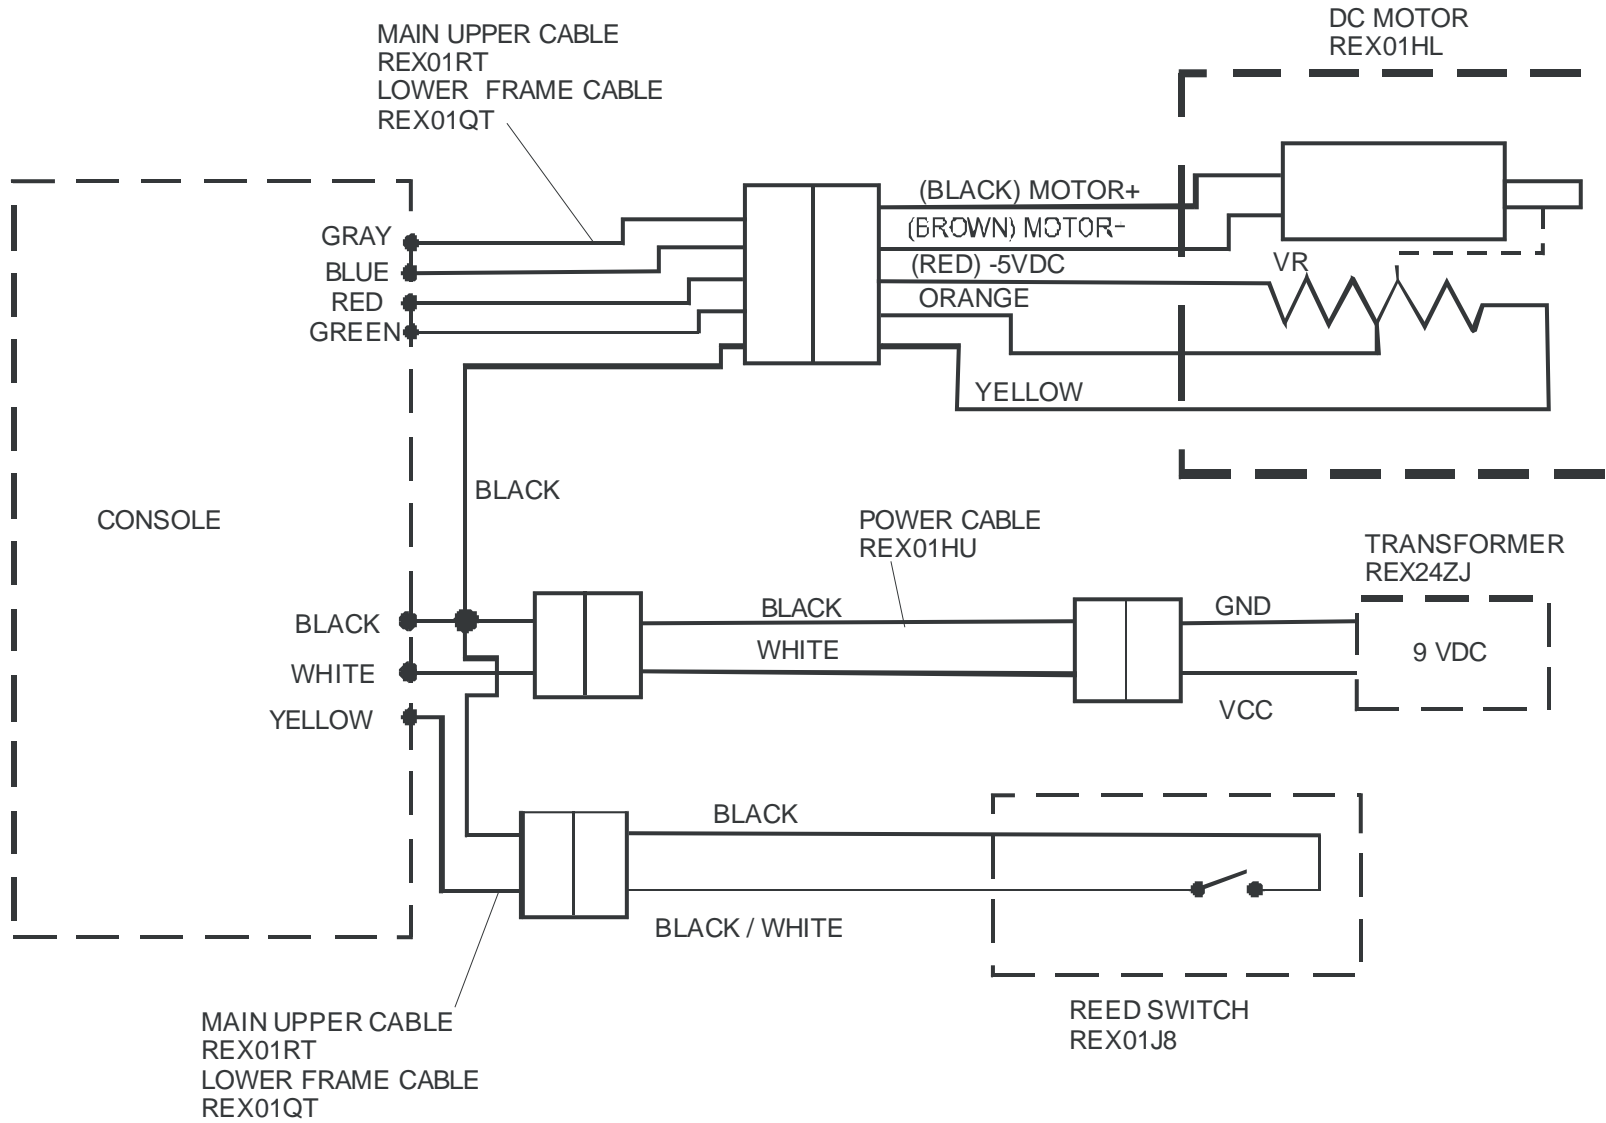 DC MOTOR
REX01HL
MAIN UPPER CABLE
REX01RT
LOWER FRAME CABLE
REX01QT
(BLACK) MOTOR+
(BROWN) MOTOR-
(RED) -5VDC
ORANGE
YELLOW
VR
GRAY
BLUE
RED
GREEN
BLACK
CONSOLE
POWER CABLE
REX01HU
TRANSFORMER
REX24ZJ
BLACK
WHITE
YELLOW
BLACK
WHITE
GND
VCC
9 VDC
BLACK
BLACK / WHITE
REED SWITCH
REX01J8
MAIN UPPER CABLE
REX01RT
LOWER FRAME CABLE
REX01QT